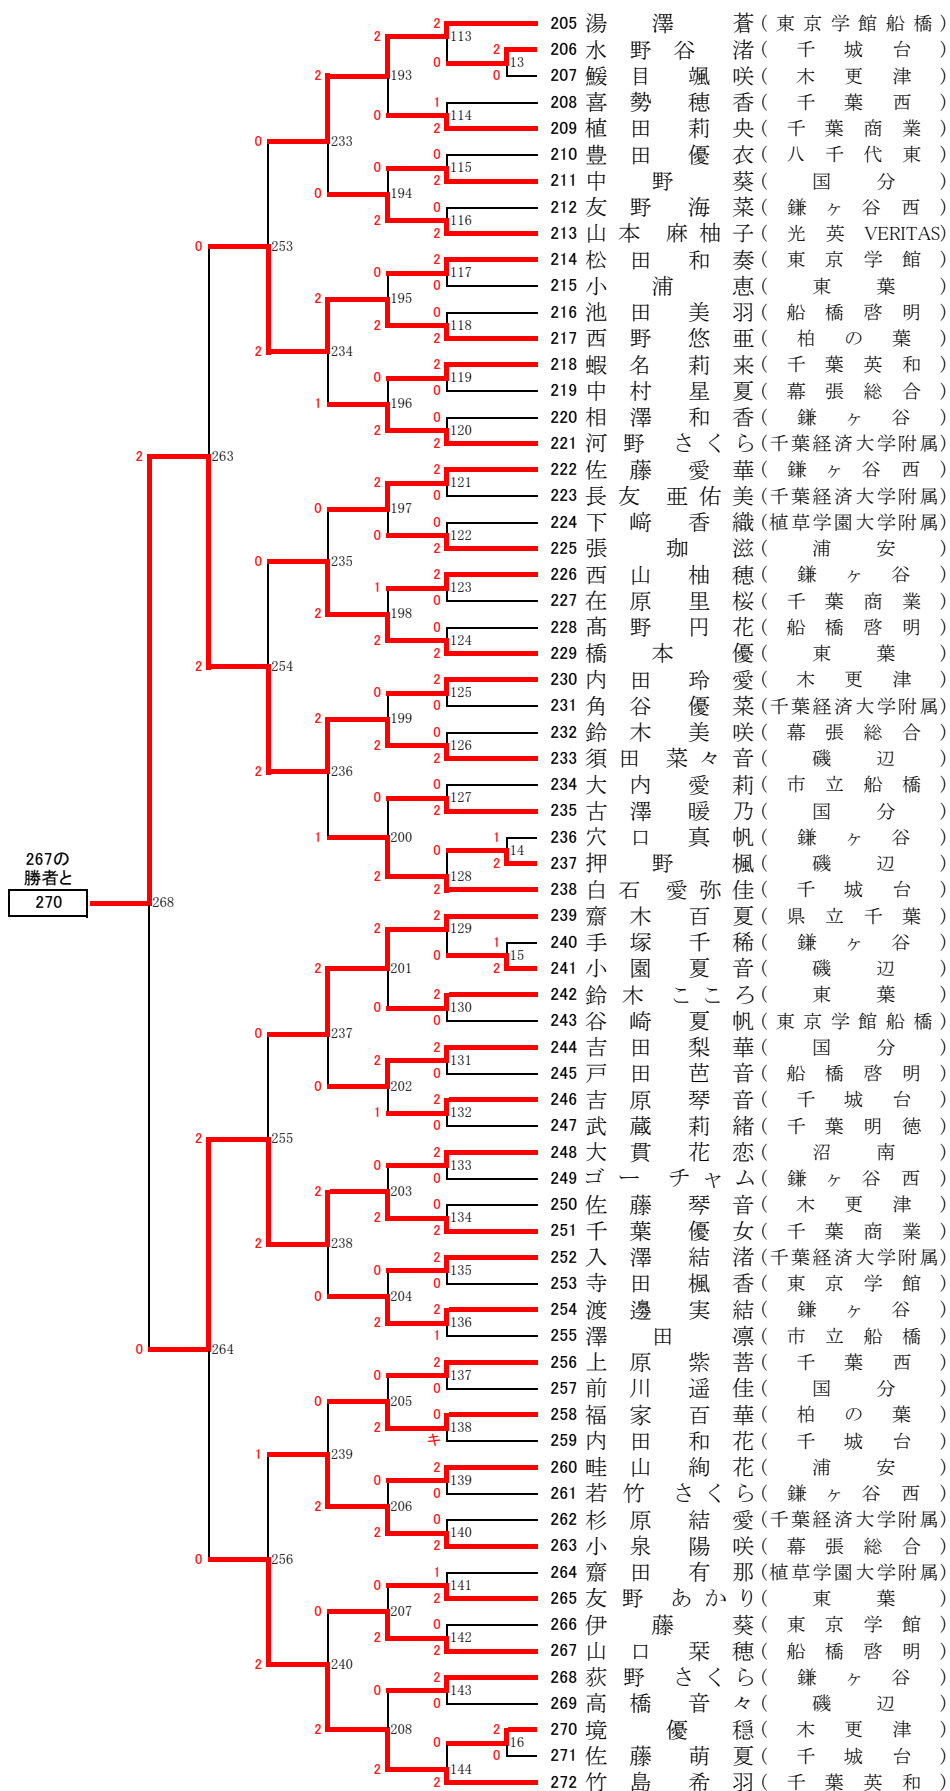 205 湯澤蒼(東京学館船橋)
206 水野谷渚(千城台)
207 鰀目颯咲(木更津)
208 喜勢穂香(千葉西)
209 植田莉央(千葉商業)
210 豊田優衣(八千代東)
211 中野葵(国分)
212 友野海菜(鎌ヶ谷西)
213 山本麻柚子(光英VERITAS)
214 松田和奏(東京学館)
215 小浦恵(東葉)
216 池田美羽(船橋啓明)
217 西野悠亜(柏の葉)
218 蝦名莉来(千葉英和)
219 中村星夏(幕張総合)
220 相澤和香(鎌ヶ谷)
221 河野さくら(千葉経済大学附属)
222 佐藤愛華(鎌ヶ谷西)
223 長友亜佑美(千葉経済大学附属)
224 下﨑香織(植草学園大学附属)
225 張珈滋(浦安)
226 西山柚穂(鎌ヶ谷)
227 在原里桜(千葉商業)
228 髙野円花(船橋啓明)
229 橋本優(東葉)
230 内田玲愛(木更津)
231 角谷優菜(千葉経済大学附属)
232 鈴木美咲(幕張総合)
233 須田菜々音(磯辺)
234 大内愛莉(市立船橋)
235 古澤暖乃(国分)
236 穴口真帆(鎌ヶ谷)
237 押野楓(磯辺)
238 白石愛弥佳(千城台)
267の
勝者と
270
239 齋木百夏(県立千葉)
240 手塚千稀(鎌ヶ谷)
241 小園夏音(磯辺)
242 鈴木こころ(東葉)
243 谷崎夏帆(東京学館船橋)
244 吉田梨華(国分)
245 戸田芭音(船橋啓明)
246 吉原琴音(千城台)
247 武蔵莉緒(千葉明徳)
248 大貫花恋(沼南)
249 ゴーチャム(鎌ヶ谷西)
250 佐藤琴音(木更津)
251 千葉優女(千葉商業)
252 入澤結渚(千葉経済大学附属)
253 寺田楓香(東京学館)
254 渡邊実結(鎌ヶ谷)
255 澤田凛(市立船橋)
256 上原紫菩(千葉西)
257 前川遥佳(国分)
258 福家百華(柏の葉)
259 内田和花(千城台)
260 畦山絢花(浦安)
261 若竹さくら(鎌ヶ谷西)
262 杉原結愛(千葉経済大学附属)
263 小泉陽咲(幕張総合)
264 齋田有那(植草学園大学附属)
265 友野あかり(東葉)
266 伊藤葵(東京学館)
267 山口栞穂(船橋啓明)
268 荻野さくら(鎌ヶ谷)
269 高橋音々(磯辺)
270 境優穏(木更津)
271 佐藤萌夏(千城台)
272 竹島希羽(千葉英和)